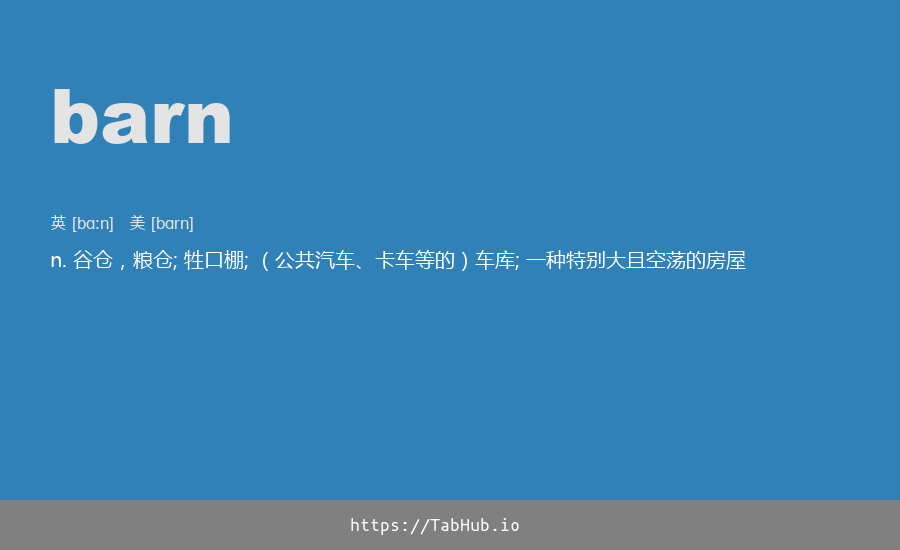 barn
英 [bɑːn] 美 [bɑrn]
n. 谷仓，粮仓; 牲口棚; （公共汽车、卡车等的）车库; 一种特别大且空荡的房屋
https://TabHub.io